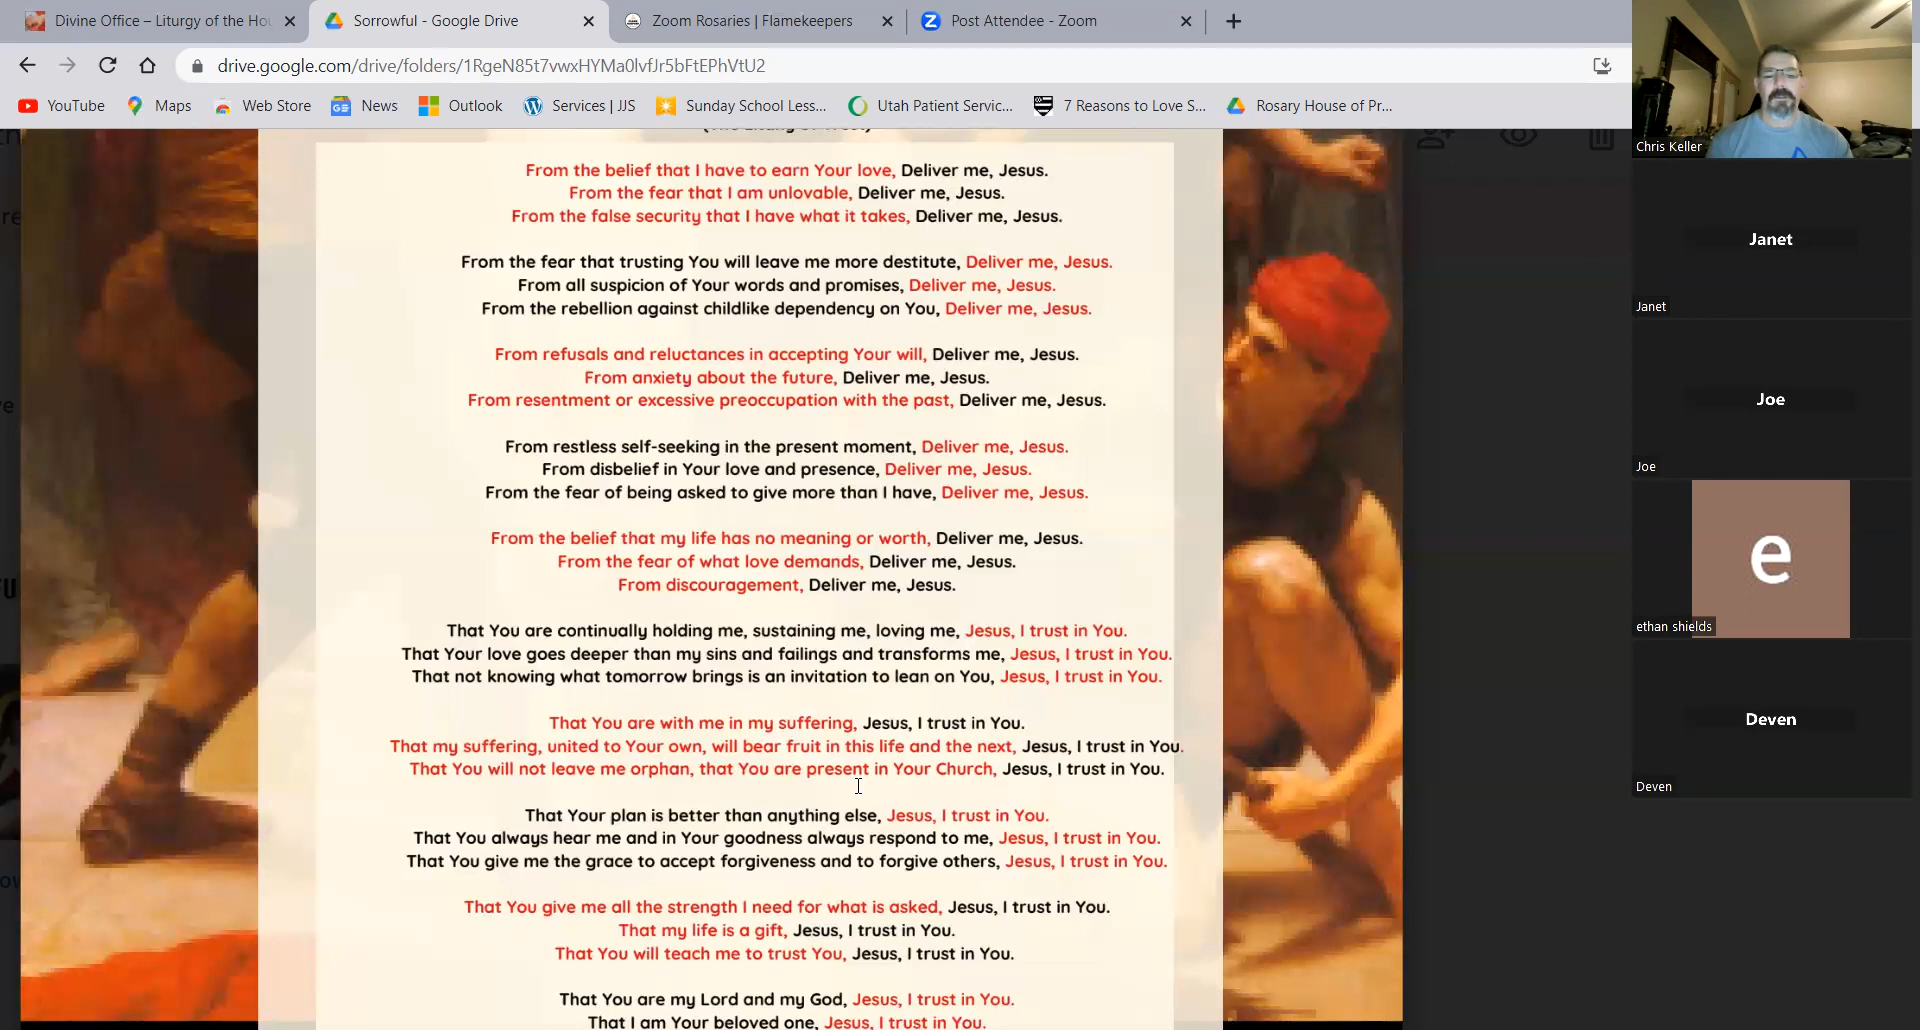 Divine Office – Liturgy of the Hou
Sorrowful - Google Drive
Zoom Rosaries | Flamekeepers
Post Attendee - Zoom
drive.google.com/drive/folders/1RgeN85t7vwxHYMa0lvfJr5bFtEPhVtU2
YouTube
Maps
Web Store
News
Outlook
Services | JJS
Sunday School Less...
Utah Patient Servic...
7 Reasons to Love S...
Rosary House of Pr...
From the belief that I have to earn Your love, Deliver me, Jesus.
From the fear that I am unlovable, Deliver me, Jesus.
From the false security that I have what it takes, Deliver me, Jesus.
From the fear that trusting You will leave me more destitute, Deliver me, Jesus.
From all suspicion of Your words and promises, Deliver me, Jesus.
From the rebellion against childlike dependency on You, Deliver me, Jesus.
From refusals and reluctances in accepting Your will, Deliver me, Jesus.
From anxiety about the future, Deliver me, Jesus.
From resentment or excessive preoccupation with the past, Deliver me, Jesus.
From restless self-seeking in the present moment, Deliver me, Jesus.
From disbelief in Your love and presence, Deliver me, Jesus.
From the fear of being asked to give more than I have, Deliver me, Jesus.
From the belief that my life has no meaning or worth, Deliver me, Jesus.
From the fear of what love demands, Deliver me, Jesus.
From discouragement, Deliver me, Jesus.
That You are continually holding me, sustaining me, loving me, Jesus, I trust in You.
That Your love goes deeper than my sins and failings and transforms me, Jesus, I trust in You.
That not knowing what tomorrow brings is an invitation to lean on You, Jesus, I trust in You.
That You are with me in my suffering, Jesus, I trust in You.
That my suffering, united to Your own, will bear fruit in this life and the next, Jesus, I trust in You.
That You will not leave me orphan, that You are present in Your Church, Jesus, I trust in You.
That Your plan is better than anything else, Jesus, I trust in You.
That You always hear me and in Your goodness always respond to me, Jesus, I trust in You.
That You give me the grace to accept forgiveness and to forgive others, Jesus, I trust in You.
That You give me all the strength I need for what is asked, Jesus, I trust in You.
That my life is a gift, Jesus, I trust in You.
That You will teach me to trust You, Jesus, I trust in You.
That You are my Lord and my God, Jesus, I trust in You.
That I am Your beloved one, Jesus, I trust in You.
Chris Keller
Janet
Janet
Joe
Joe
e
ethan shields
Deven
Deven